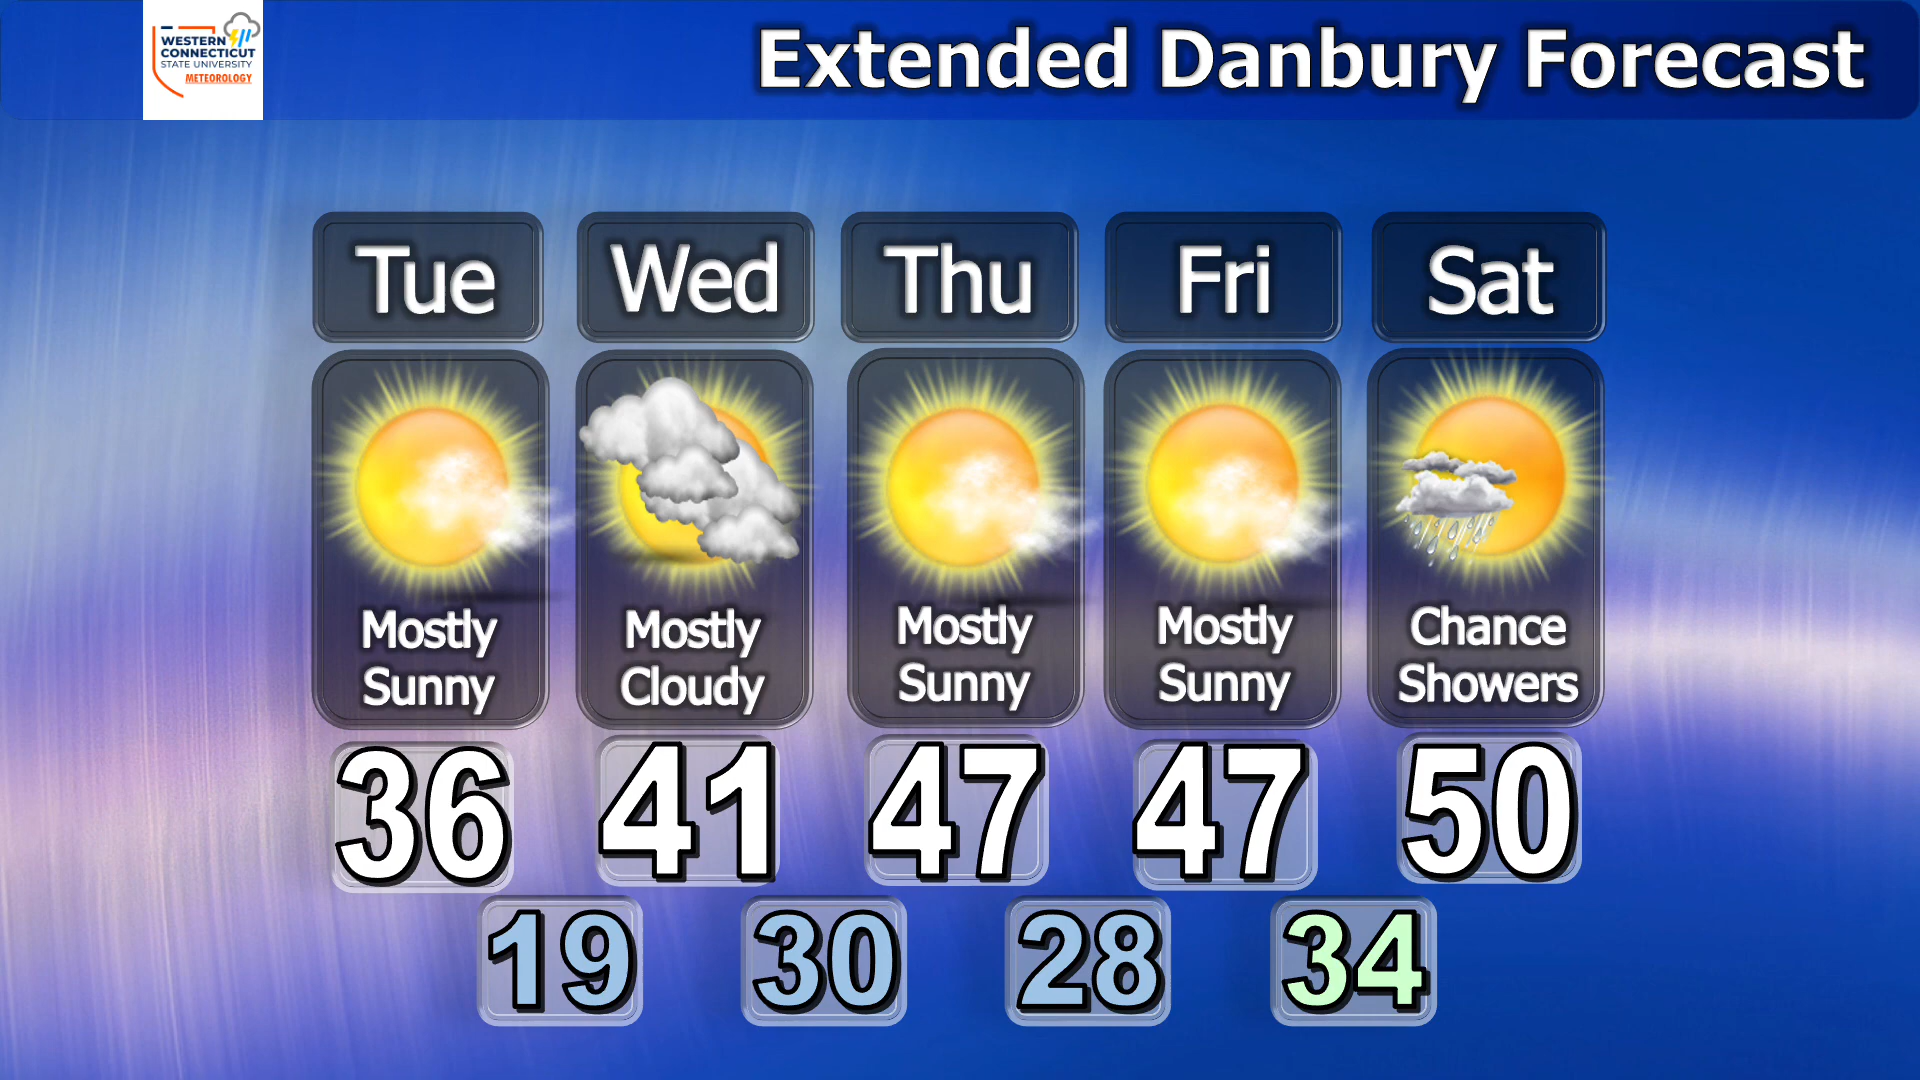 WESTERN
CONNECTICUT
STATE UNIVERSITY
METEOROLOGY
Extended Danbury Forecast
Tue Wed Thu Fri Sat
Mostly Mostly Mostly Mostly Chance
Sunny Cloudy Sunny Sunny Showers
36 41 47 47 50
19 30 28 34